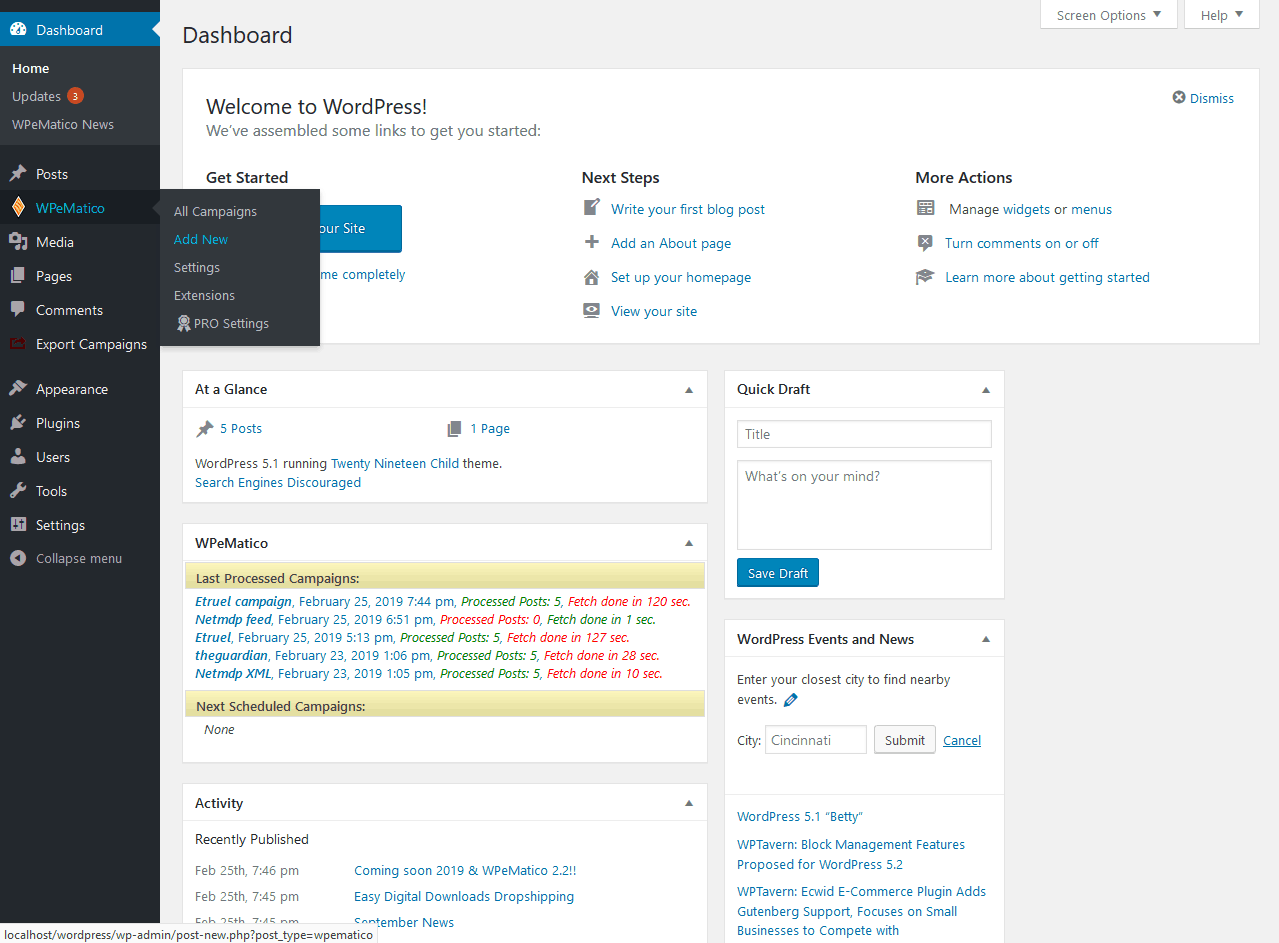 Dashboard
Home
Updates 3
WPeMatico News
Posts
WPeMatico
Media
Pages
Comments
Export Campaigns
Appearance
Plugins
Users
Tools
Settings
Collapse menu
All Campaigns
Add New
Settings
Extensions
PRO Settings
Dashboard
Screen Options
Help
Welcome to WordPress!
We've assembled some links to get you started:
Dismiss
Get Started
our Site
me completely
Next Steps
Write your first blog post
Add an About page
Set up your homepage
View your site
More Actions
Manage widgets or menus
Turn comments on or off
Learn more about getting started
At a Glance
5 Posts
1 Page
WordPress 5.1 running Twenty Nineteen Child theme.
Search Engines Discouraged
WPeMatico
Last Processed Campaigns:
Etruel campaign, February 25, 2019 7:44 pm, Processed Posts: 5, Fetch done in 120 sec.
Netmdp feed, February 25, 2019 6:51 pm, Processed Posts: 0, Fetch done in 1 sec.
Etruel, February 25, 2019 5:13 pm, Processed Posts: 5, Fetch done in 127 sec.
theguardian, February 23, 2019 1:06 pm, Processed Posts: 5, Fetch done in 28 sec.
Netmdp XML, February 23, 2019 1:05 pm, Processed Posts: 5, Fetch done in 10 sec.
Next Scheduled Campaigns:
None
Activity
Recently Published
Feb 25th, 7:46 pm Coming soon 2019 & WPeMatico 2.2!!
Feb 25th, 7:45 pm Easy Digital Downloads Dropshipping
Feb 25th, 7:45 pm September News
Quick Draft
Title
What's on your mind?
Save Draft
WordPress Events and News
Enter your closest city to find nearby
events.
City: Cincinnati Submit Cancel
WordPress 5.1 “Betty”
WPTavern: Block Management Features
Proposed for WordPress 5.2
WPTavern: Ecwid E-Commerce Plugin Adds
Gutenberg Support, Focuses on Small
Businesses to Compete with
localhost/wordpress/wp-admin/post-new.php?post_type=wpematico